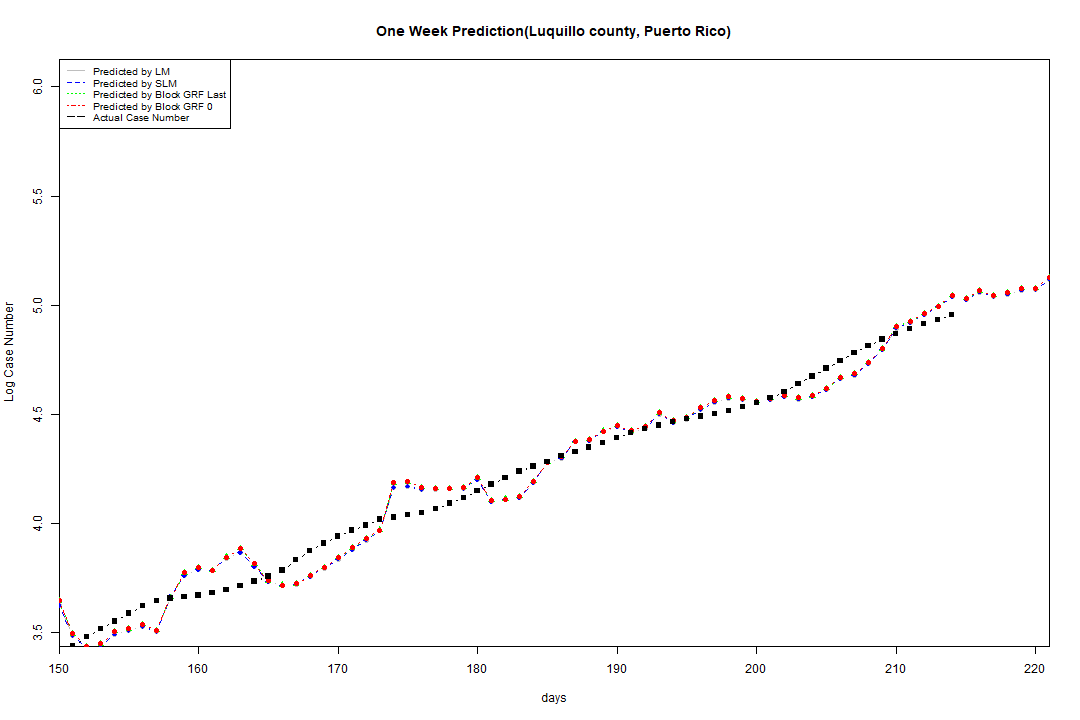 One Week Prediction(Luquillo county, Puerto Rico)
Predicted by LM
Predicted by SLM
Predicted by Block GRF Last
Predicted by Block GRF 0
Actual Case Number
Log Case Number
6.0
5.5
5.0
4.5
4.0
3.5
150 160 170 180 190 200 210 220
days